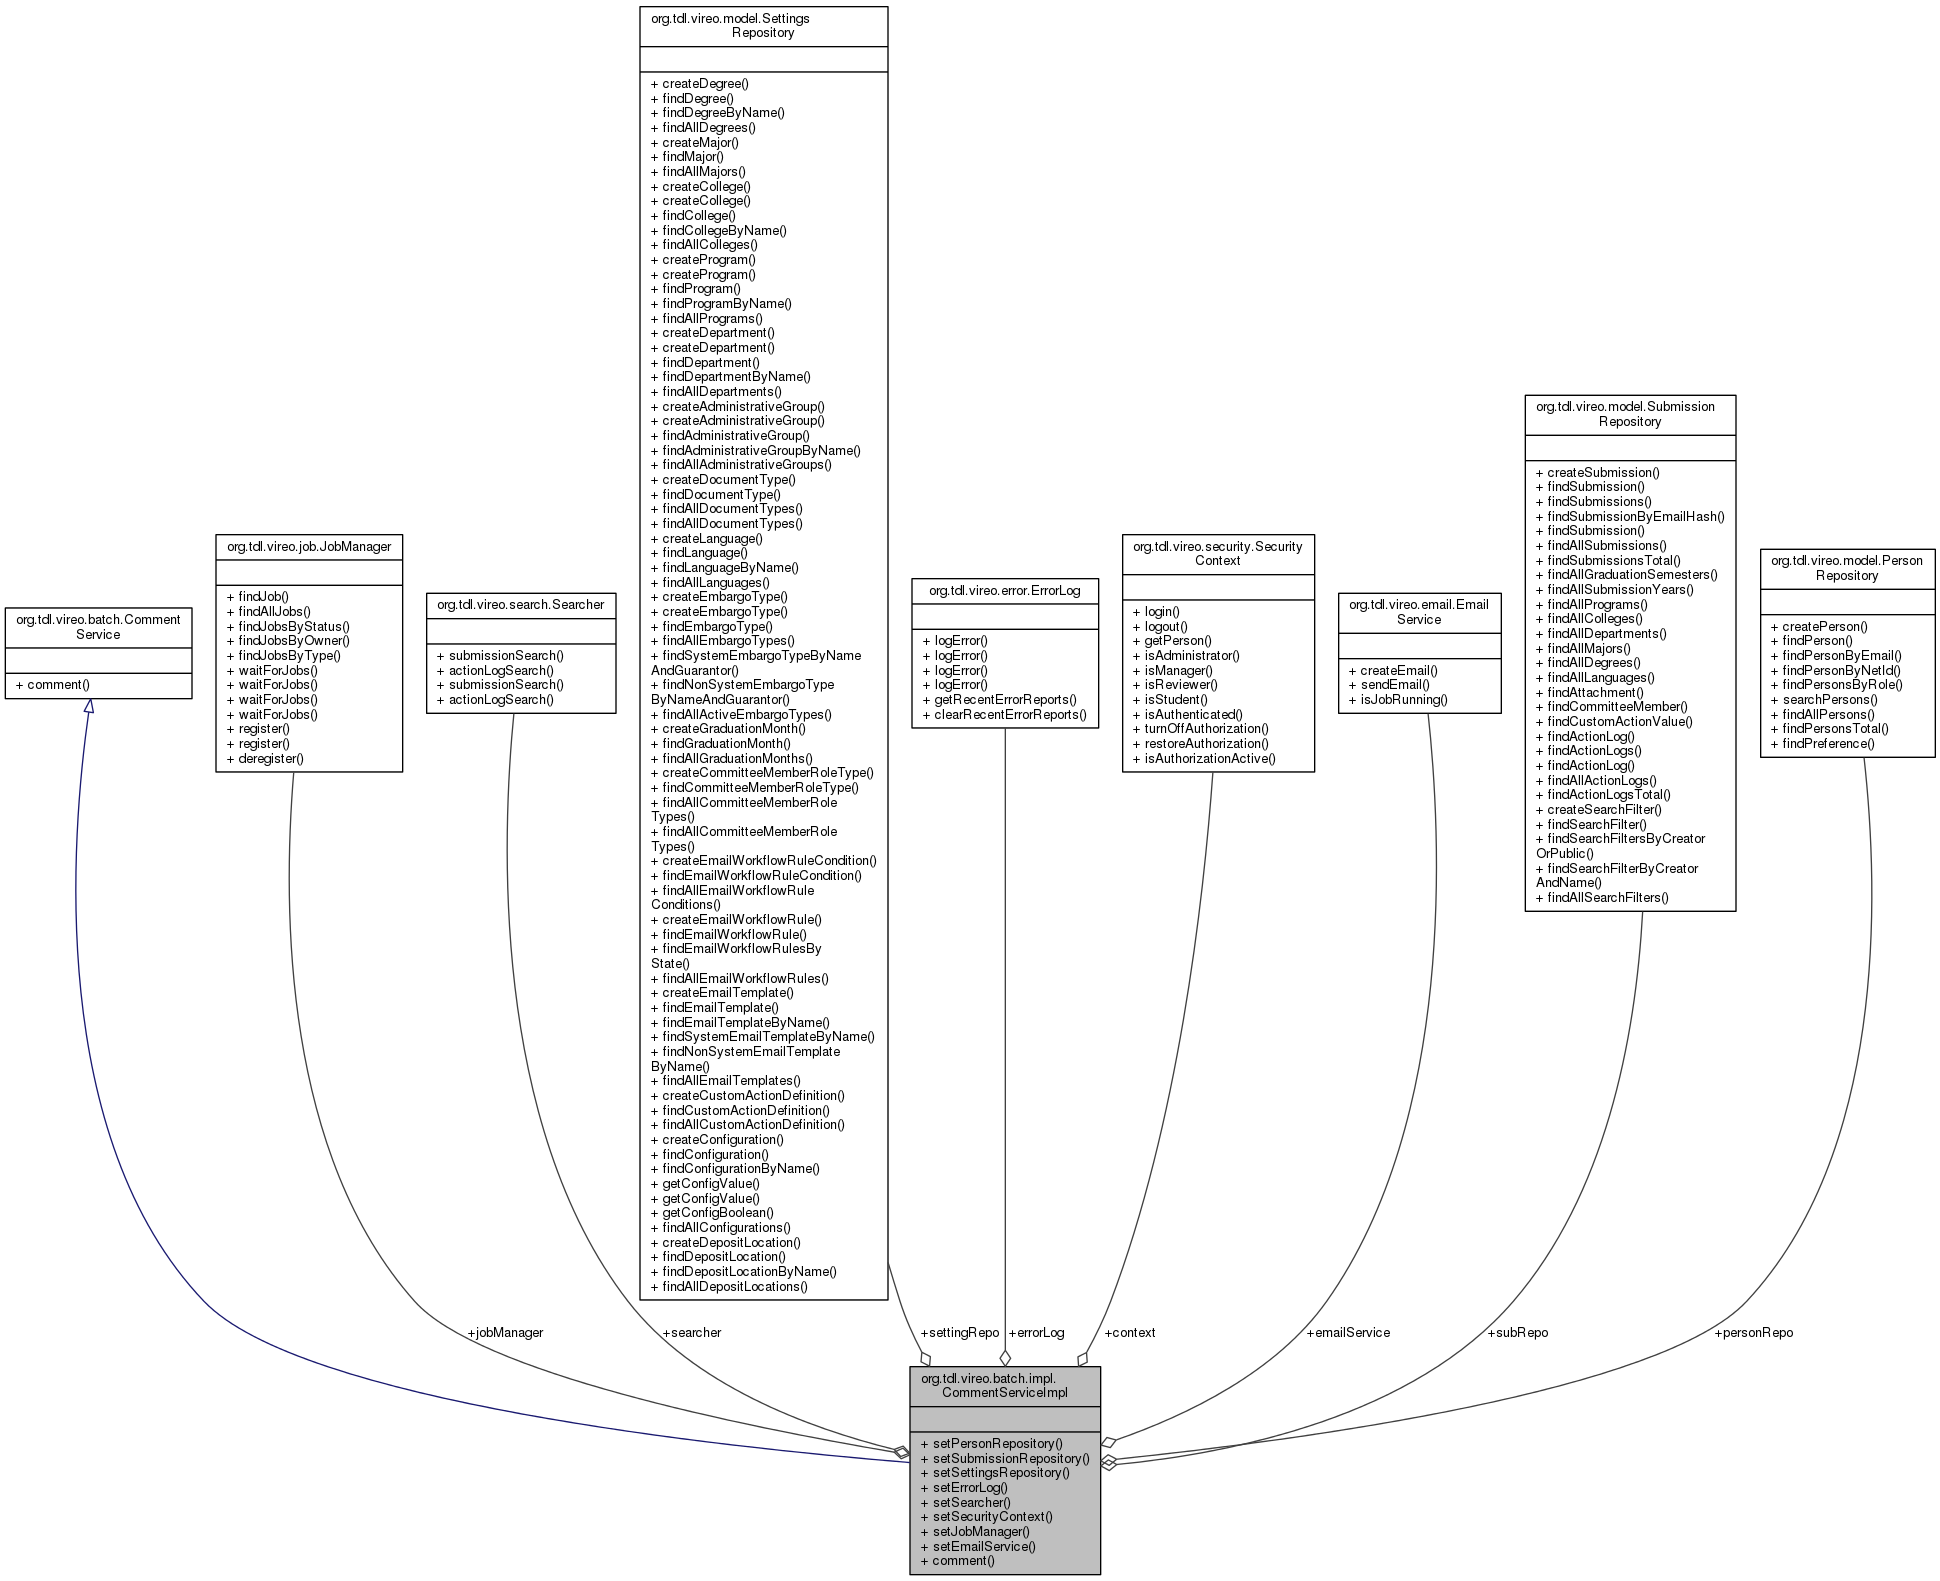 org.tdl.vireo.model.Settings
Repository
+ createDegree()
+ findDegree()
+ findDegreeByName()
+ findAllDegrees()
+ createMajor()
+ findMajor()
+ findAllMajors()
+ createCollege()
+ createCollege()
+ findCollege()
+ findCollegeByName()
+ findAllColleges()
+ createProgram()
+ createProgram()
+ findProgram()
+ findProgramByName()
+ findAllPrograms()
+ createDepartment()
+ createDepartment()
+ findDepartment()
+ findDepartmentByName()
+ findAllDepartments()
+ createAdministrativeGroup()
+ createAdministrativeGroup()
+ findAdministrativeGroup()
+ findAdministrativeGroupByName()
+ findAllAdministrativeGroups()
+ createDocumentType()
+ findDocumentType()
+ findAllDocumentTypes()
+ findAllDocumentTypes()
+ createLanguage()
+ findLanguage()
+ findLanguageByName()
+ findAllLanguages()
+ createEmbargoType()
+ createEmbargoType()
+ findEmbargoType()
+ findAllEmbargoTypes()
+ findSystemEmbargoTypeByName
AndGuarantor()
+ findNonSystemEmbargoType
ByNameAndGuarantor()
+ findAllActiveEmbargoTypes()
+ createGraduationMonth()
+ findGraduationMonth()
+ findAllGraduationMonths()
+ createCommitteeMemberRoleType()
+ findCommitteeMemberRoleType()
+ findAllCommitteeMemberRole
Types()
+ findAllCommitteeMemberRole
Types()
+ createEmailWorkflowRuleCondition()
+ findEmailWorkflowRuleCondition()
+ findAllEmailWorkflowRule
Conditions()
+ createEmailWorkflowRule()
+ findEmailWorkflowRule()
+ findEmailWorkflowRulesBy
State()
+ findAllEmailWorkflowRules()
+ createEmailTemplate()
+ findEmailTemplate()
+ findEmailTemplateByName()
+ findSystemEmailTemplateByName()
+ findNonSystemEmailTemplate
ByName()
+ findAllEmailTemplates()
+ createCustomActionDefinition()
+ findCustomActionDefinition()
+ findAllCustomActionDefinition()
+ createConfiguration()
+ findConfiguration()
+ findConfigurationByName()
+ getConfigValue()
+ getConfigValue()
+ getConfigBoolean()
+ findAllConfigurations()
+ createDepositLocation()
+ findDepositLocation()
+ findDepositLocationByName()
+ findAllDepositLocations()
org.tdl.vireo.batch.Comment
Service
+ comment()
org.tdl.vireo.job.JobManager
+ findJob()
+ findAllJobs()
+ findJobsByStatus()
+ findJobsByOwner()
+ findJobsByType()
+ waitForJobs()
+ waitForJobs()
+ waitForJobs()
+ waitForJobs()
+ register()
+ register()
+ deregister()
org.tdl.vireo.search.Searcher
+ submissionSearch()
+ actionLogSearch()
+ submissionSearch()
+ actionLogSearch()
org.tdl.vireo.error.ErrorLog
+ logError()
+ logError()
+ logError()
+ logError()
+ getRecentErrorReports()
+ clearRecentErrorReports()
org.tdl.vireo.security.Security
Context
+ login()
+ logout()
+ getPerson()
+ isAdministrator()
+ isManager()
+ isReviewer()
+ isStudent()
+ isAuthenticated()
+ turnOffAuthorization()
+ restoreAuthorization()
+ isAuthorizationActive()
org.tdl.vireo.email.Email
Service
+ createEmail()
+ sendEmail()
+ isJobRunning()
org.tdl.vireo.model.Submission
Repository
+ createSubmission()
+ findSubmission()
+ findSubmissions()
+ findSubmissionByEmailHash()
+ findSubmission()
+ findAllSubmissions()
+ findSubmissionsTotal()
+ findAllGraduationSemesters()
+ findAllSubmissionYears()
+ findAllPrograms()
+ findAllColleges()
+ findAllDepartments()
+ findAllMajors()
+ findAllDegrees()
+ findAllLanguages()
+ findAttachment()
+ findCommitteeMember()
+ findCustomActionValue()
+ findActionLog()
+ findActionLogs()
+ findActionLog()
+ findAllActionLogs()
+ findActionLogsTotal()
+ createSearchFilter()
+ findSearchFilter()
+ findSearchFiltersByCreator
OrPublic()
+ findSearchFilterByCreator
AndName()
+ findAllSearchFilters()
org.tdl.vireo.model.Person
Repository
+ createPerson()
+ findPerson()
+ findPersonByEmail()
+ findPersonByNetId()
+ findPersonsByRole()
+ searchPersons()
+ findAllPersons()
+ findPersonsTotal()
+ findPreference()
+jobManager
+searcher
+settingRepo
+errorLog
+context
+emailService
+subRepo
+personRepo
org.tdl.vireo.batch.impl.
CommentServiceImpl
+ setPersonRepository()
+ setSubmissionRepository()
+ setSettingsRepository()
+ setErrorLog()
+ setSearcher()
+ setSecurityContext()
+ setJobManager()
+ setEmailService()
+ comment()